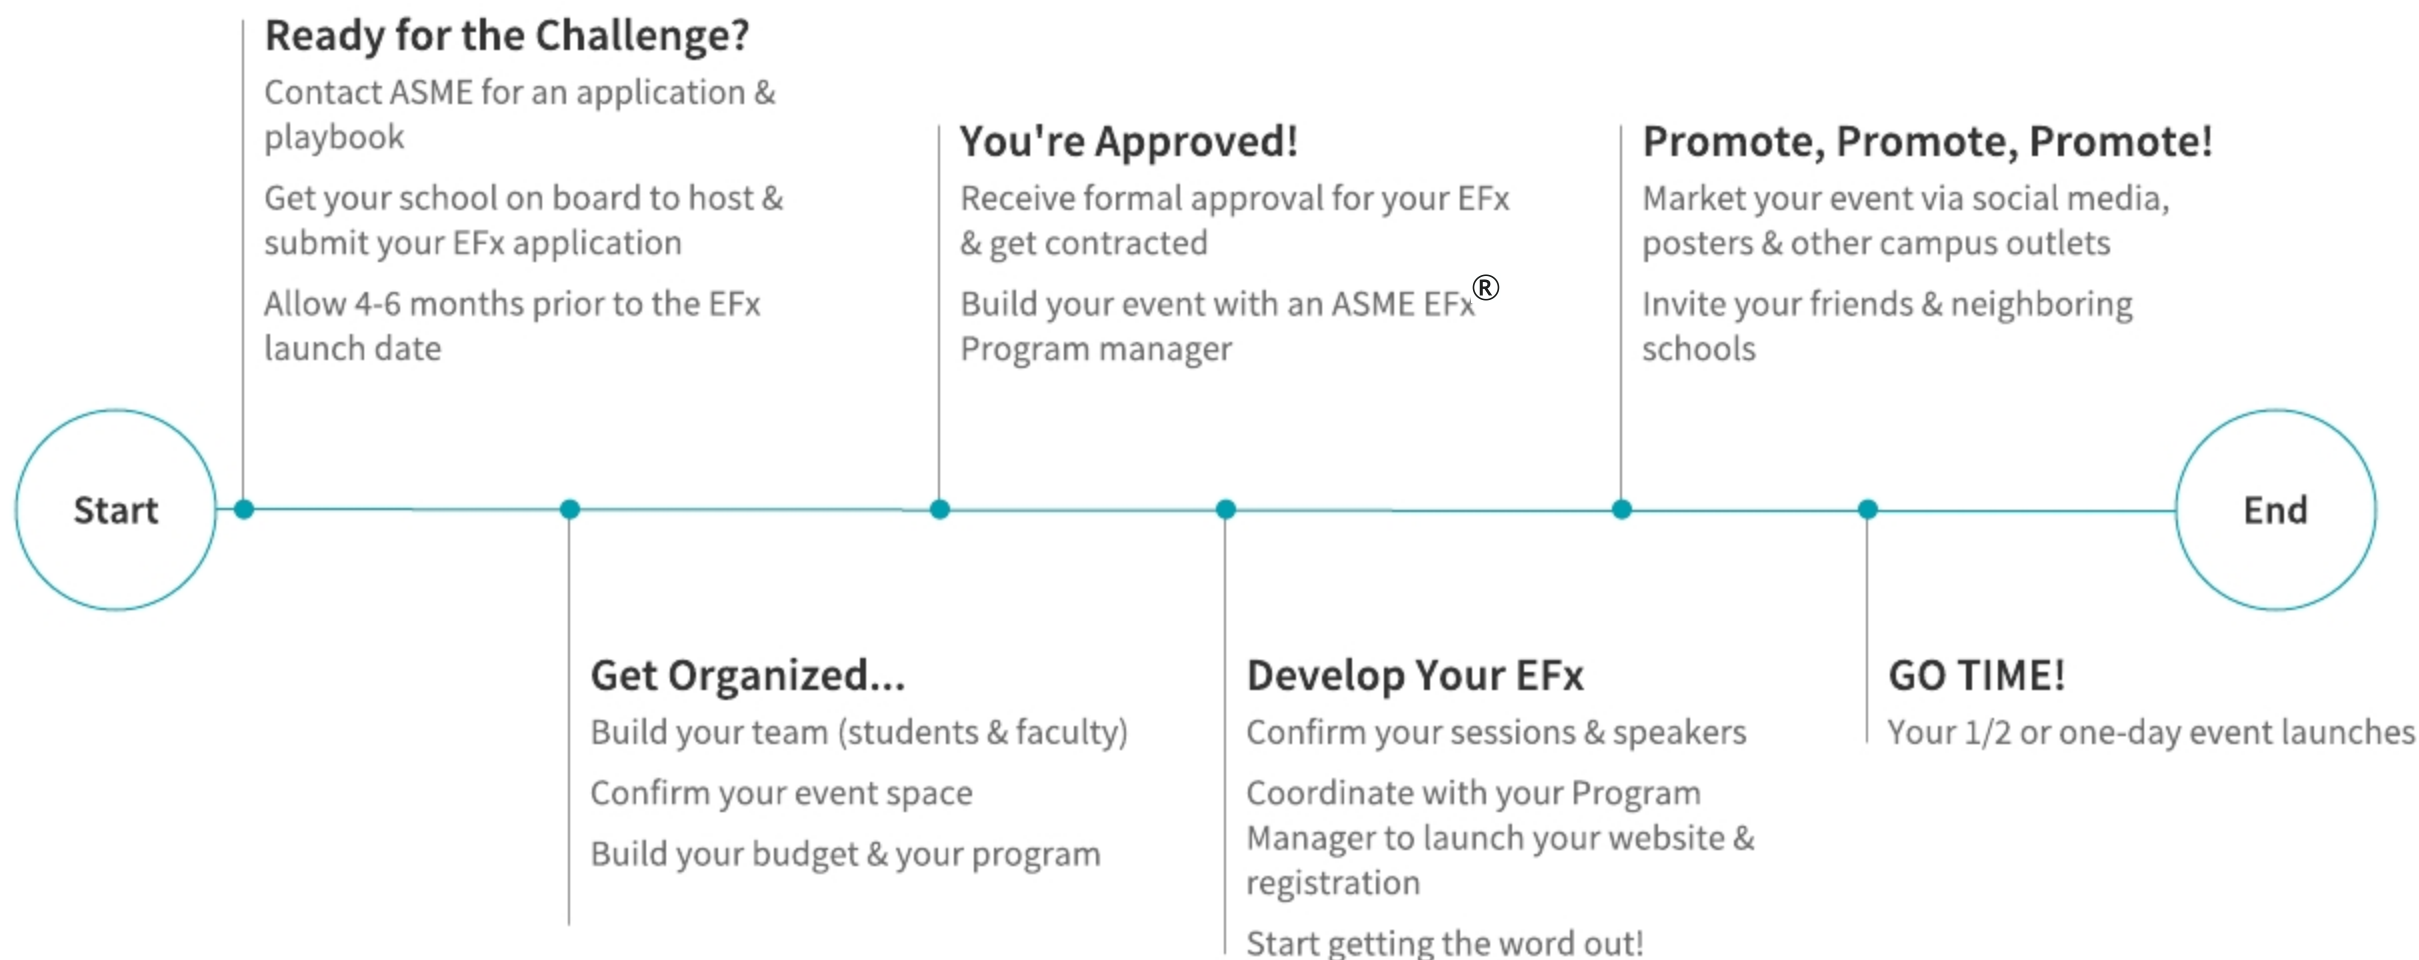 Start
Ready for the Challenge?
Contact ASME for an application &
playbook
Get your school on board to host &
submit your EFx application
Allow 4-6 months prior to the EFx
launch date
Get Organized...
Build your team (students & faculty)
Confirm your event space
Build your budget & your program
You're Approved!
Receive formal approval for your EFx
& get contracted
Build your event with an ASME EFx®
Program manager
Develop Your EFx
Confirm your sessions & speakers
Coordinate with your Program
Manager to launch your website &
registration
Start getting the word out!
Promote, Promote, Promote!
Market your event via social media,
posters & other campus outlets
Invite your friends & neighboring
schools
GO TIME!
Your 1/2 or one-day event launches
End